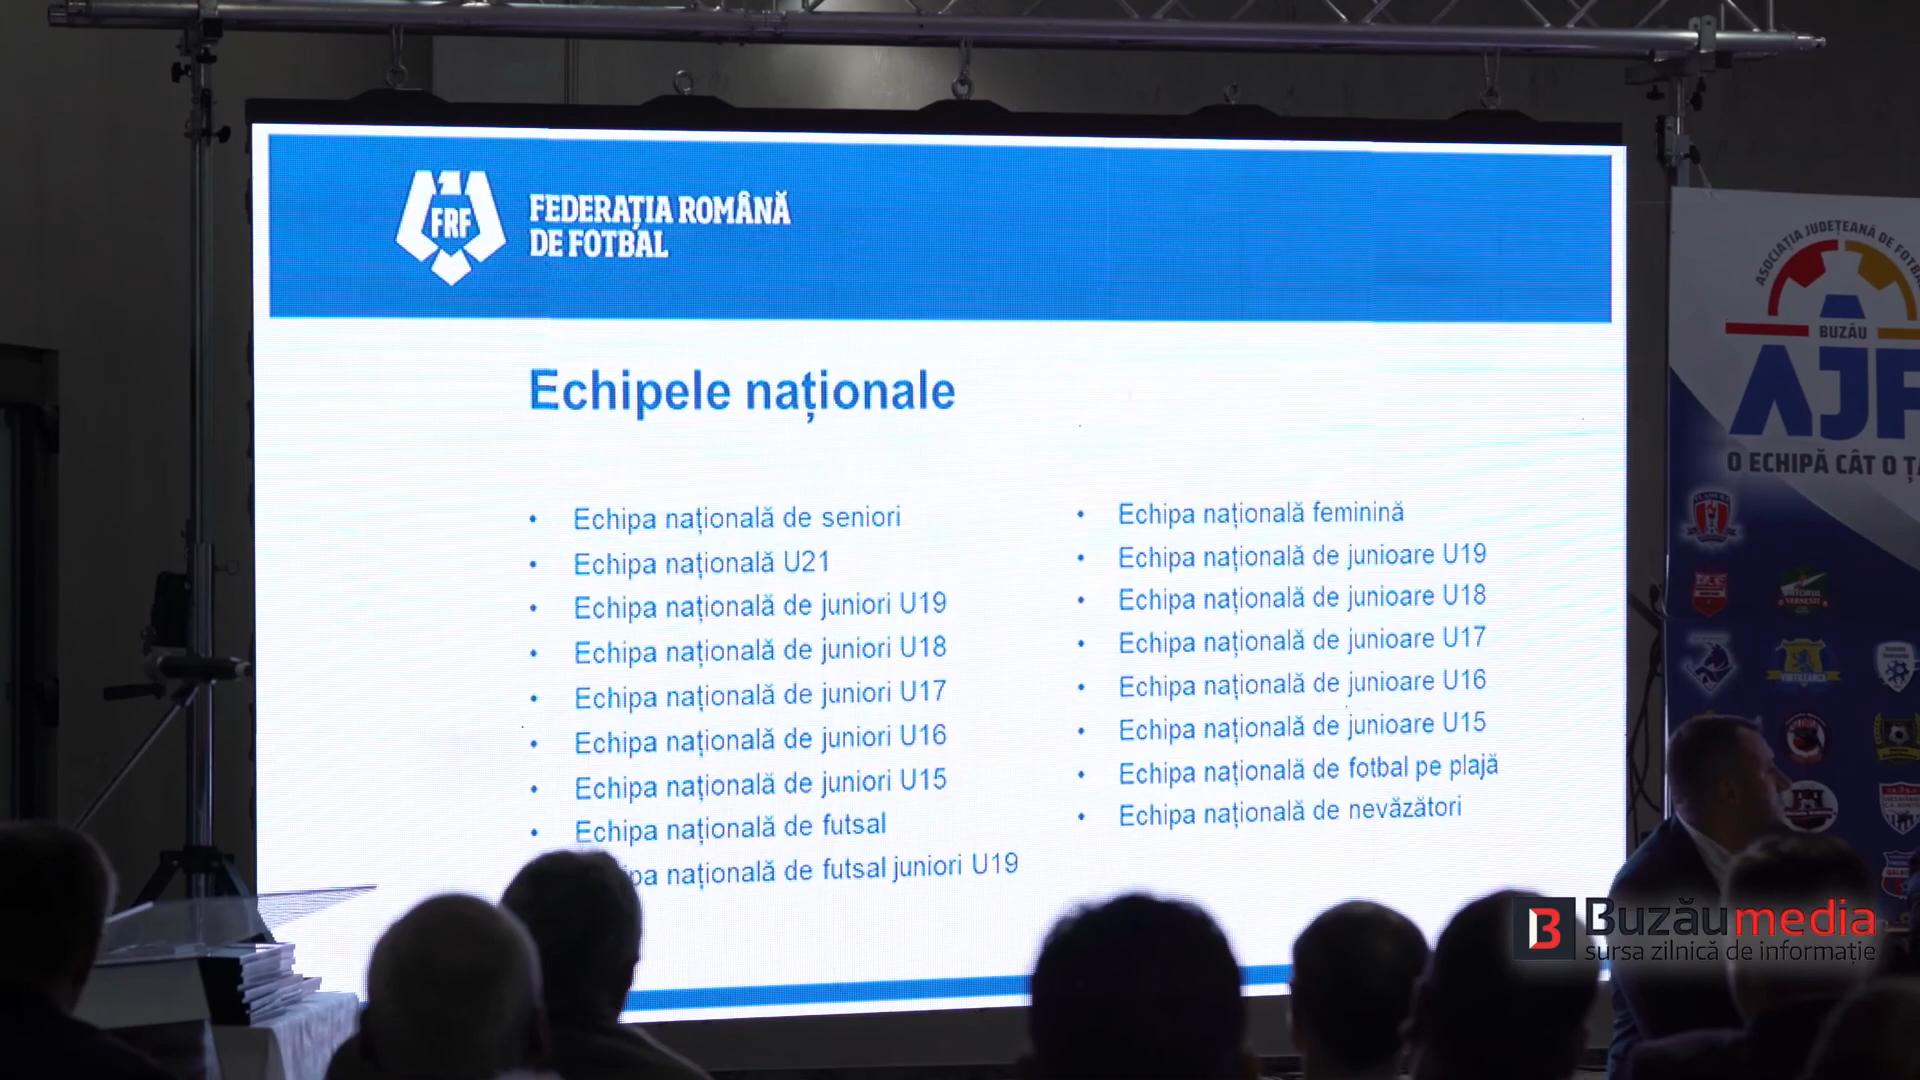 FRF
FEDERAȚIA ROMÂNĂ
DE FOTBAL
Echipele naționale
• Echipa națională de seniori
• Echipa națională U21
• Echipa națională de juniori U19
• Echipa națională de juniori U18
• Echipa națională de juniori U17
• Echipa națională de juniori U16
• Echipa națională de juniori U15
• Echipa națională de futsal
națională de futsal juniori U19
• Echipa națională feminină
• Echipa națională de junioare U19
• Echipa națională de junioare U18
• Echipa națională de junioare U17
• Echipa națională de junioare U16
• Echipa națională de junioare U15
• Echipa națională de fotbal pe plajă
• Echipa națională de nevăzători
ASOCIAȚIA JUDEȚEANĂ DE
BUZĂU
AJF
O ECHIPĂ CÂT O
Buzăumedia
sursa zilnică de informație